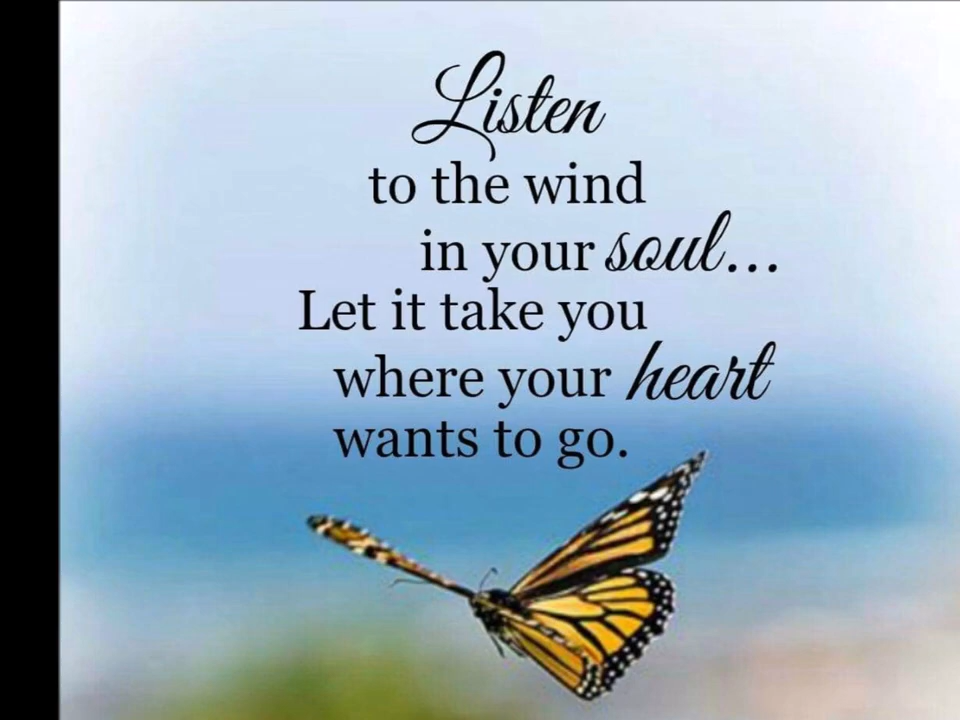 Listen
to the wind
in your soul...
Let it take you
where your heart
wants to go.